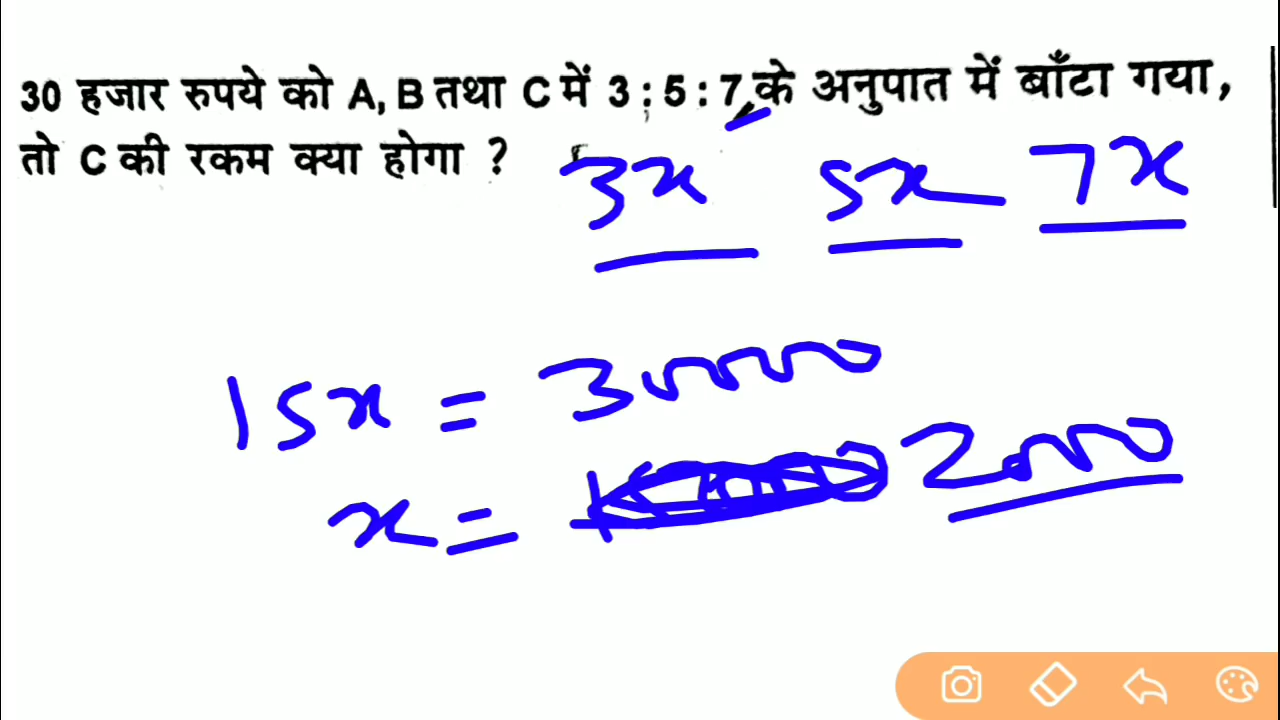 30 हजार रुपये को A, B तथा C में 3 : 5 : 7 के अनुपात में बाँटा गया,
तो C की रकम क्या होगा ?
3x 5x 7x
15x = 30000
x = 2000